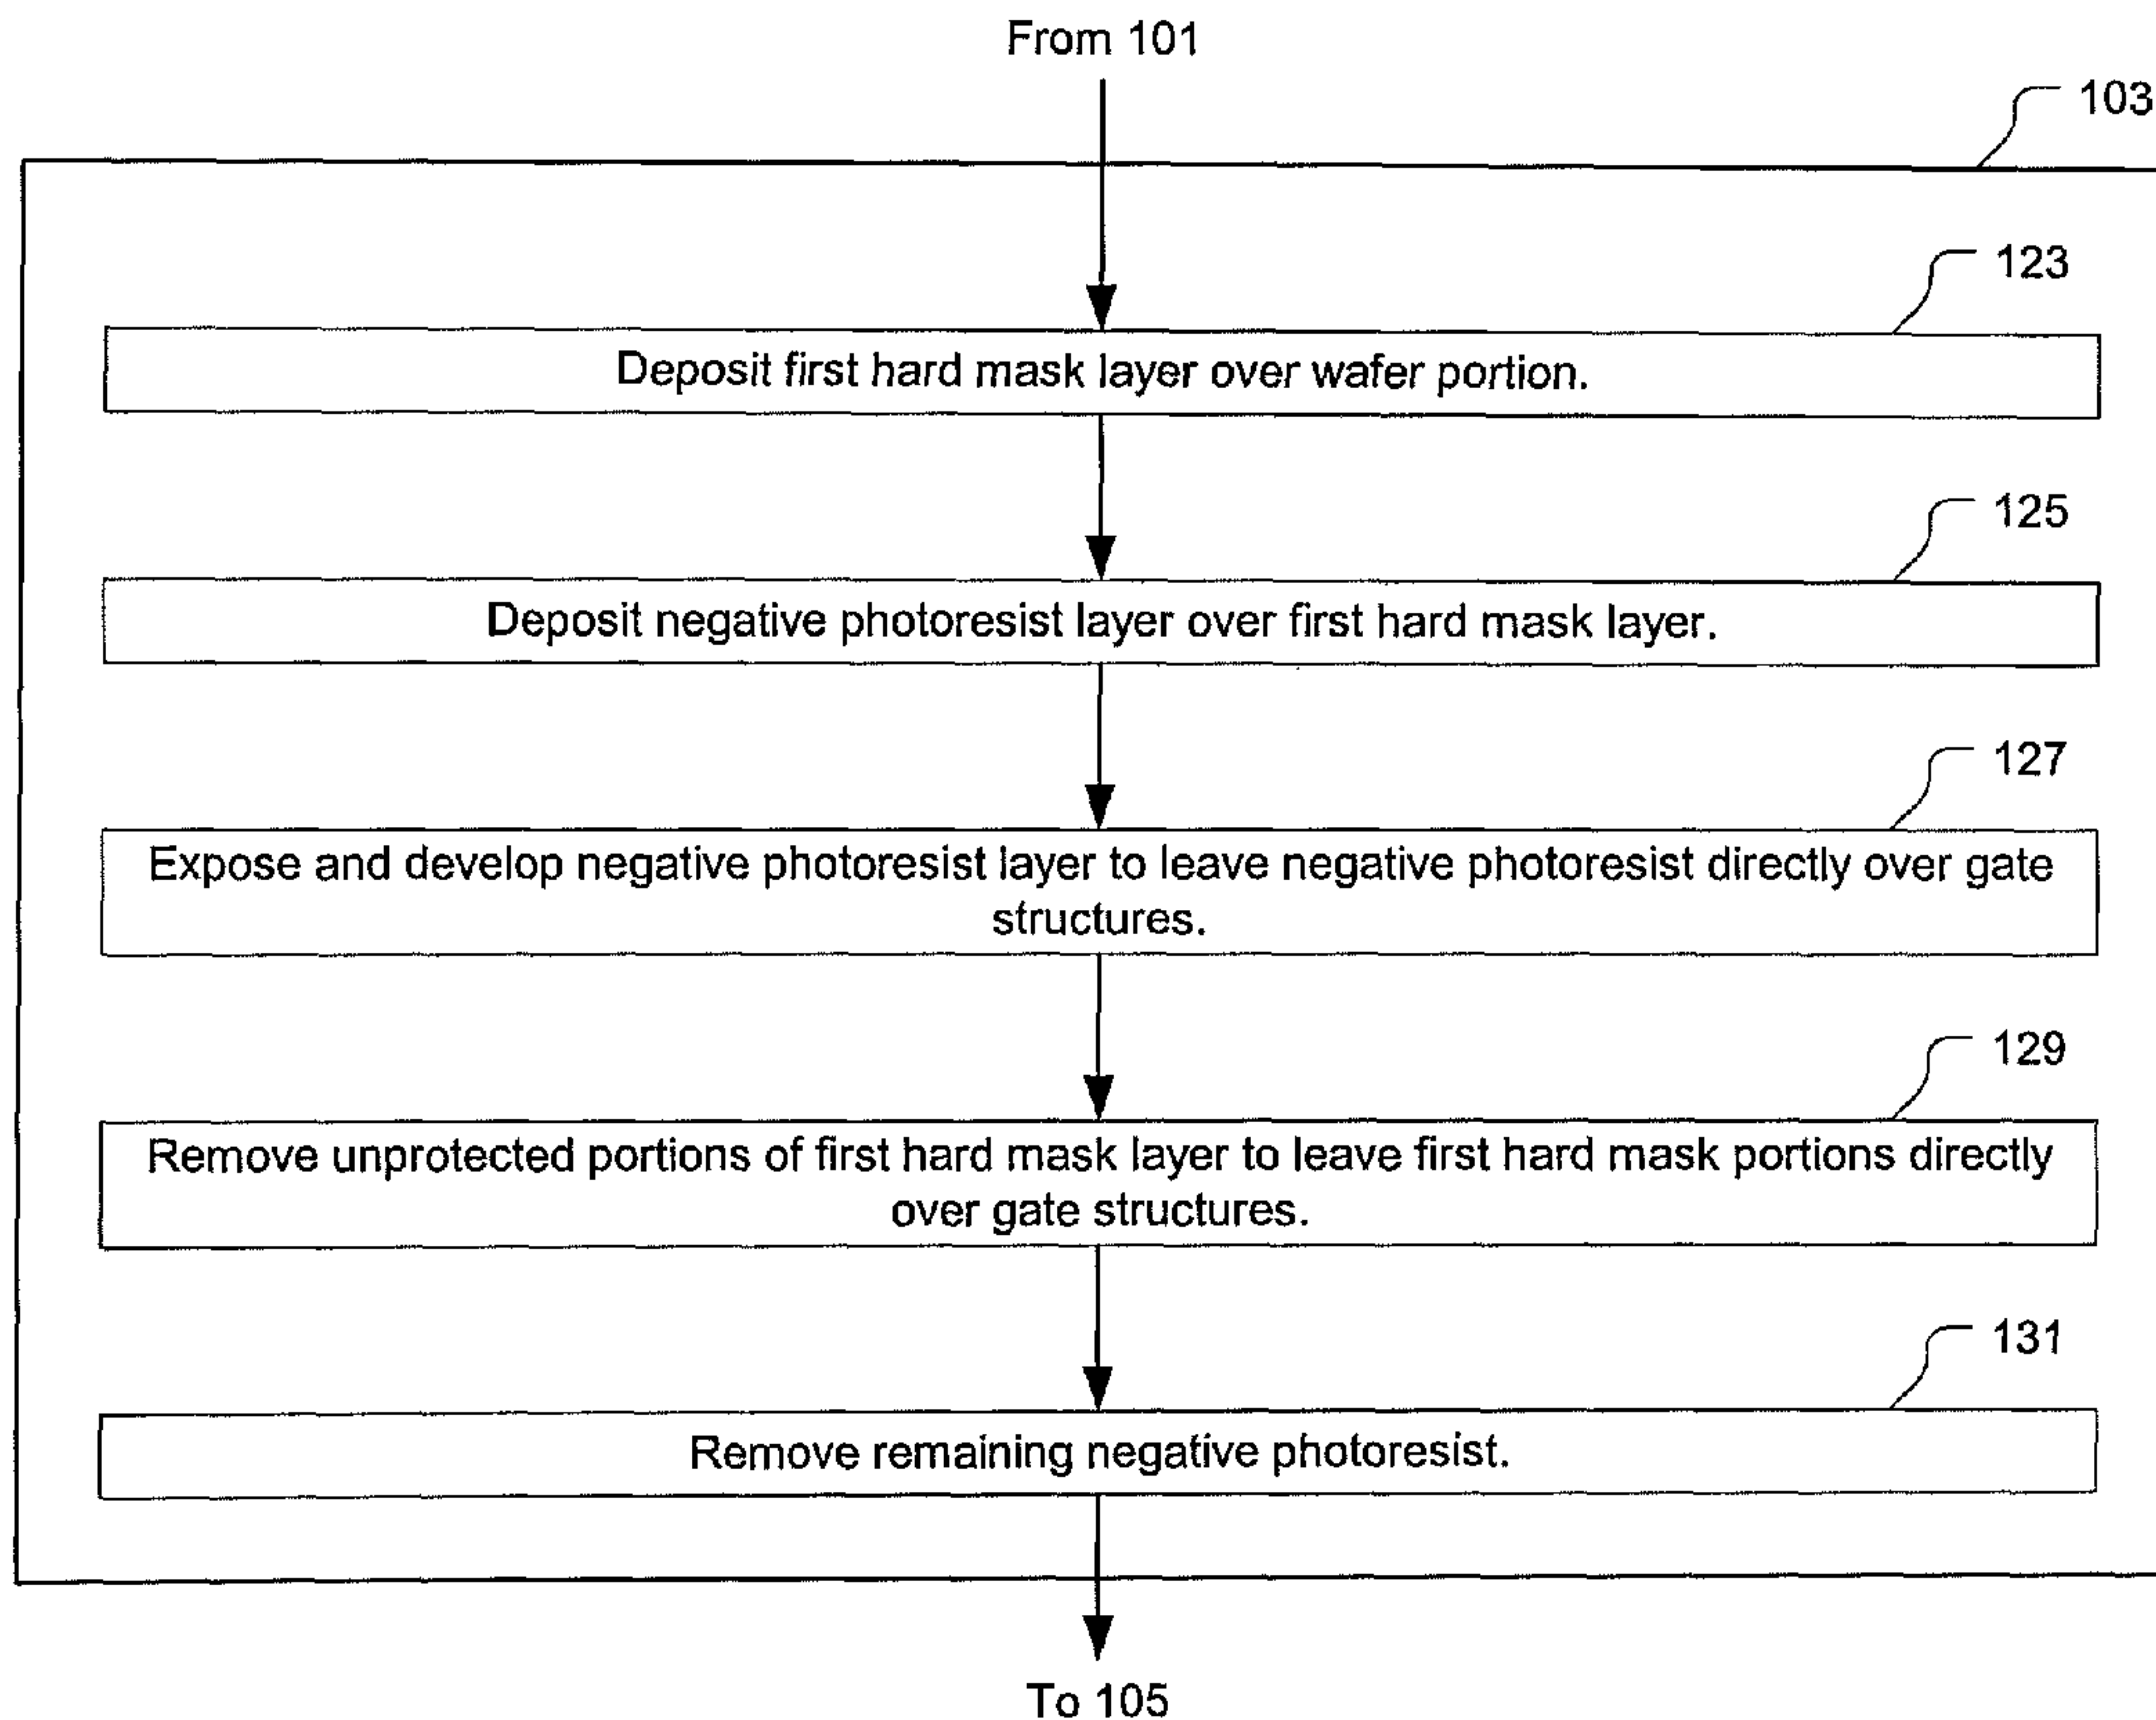 From 101
103
123
Deposit first hard mask layer over wafer portion.
125
Deposit negative photoresist layer over first hard mask layer.
127
Expose and develop negative photoresist layer to leave negative photoresist directly over gate
structures.
129
Remove unprotected portions of first hard mask layer to leave first hard mask portions directly
over gate structures.
131
Remove remaining negative photoresist.
To 105